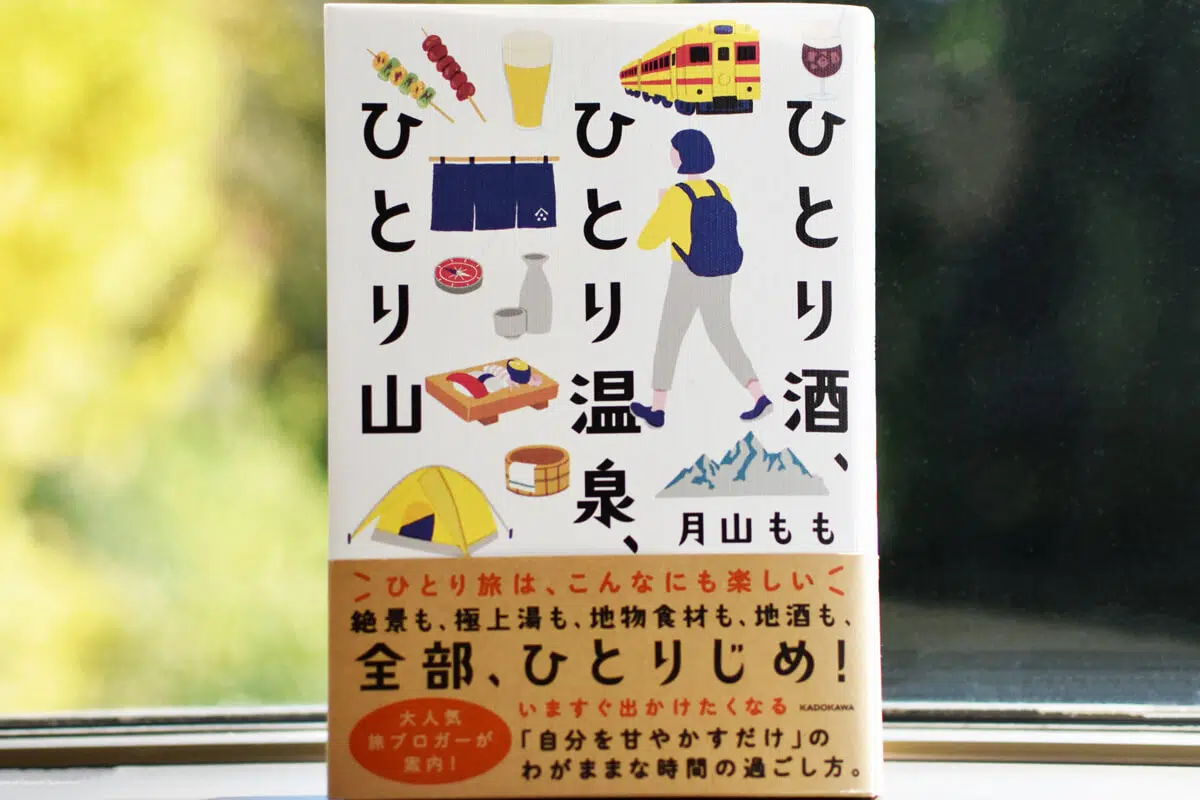 ひとり酒、
ひとり温泉、
ひとり山
月山もも
ひとり旅は、こんなにも楽しい
絶景も、極上湯も、地物食材も、地酒も、
全部、ひとりじめ！
いますぐ出かけたくなる
KADOKAWA
「自分を甘やかすだけ」の
わがままな時間の過ごし方。
大人気
旅ブロガーが
案内！